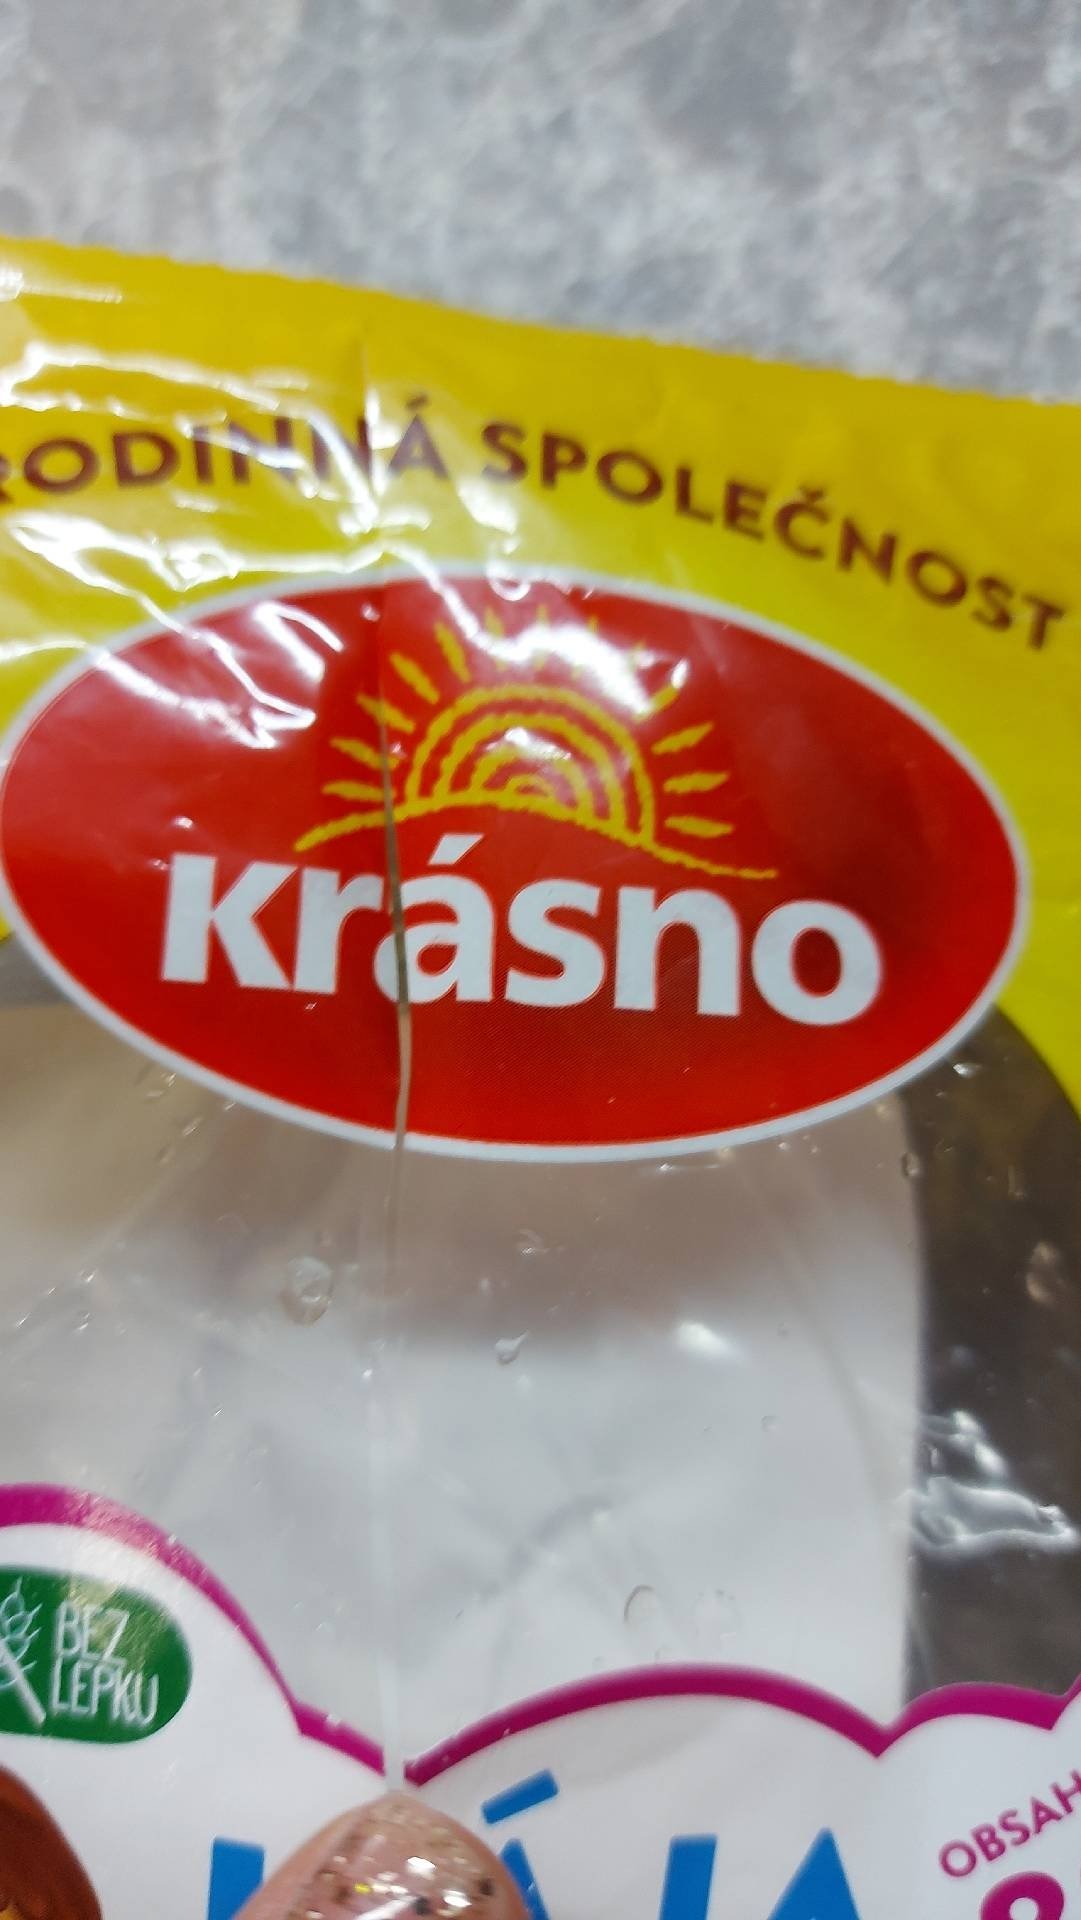 RODINNÁ SPOLEČNOST
Krásno
BEZ
LEPKU
OBSAH